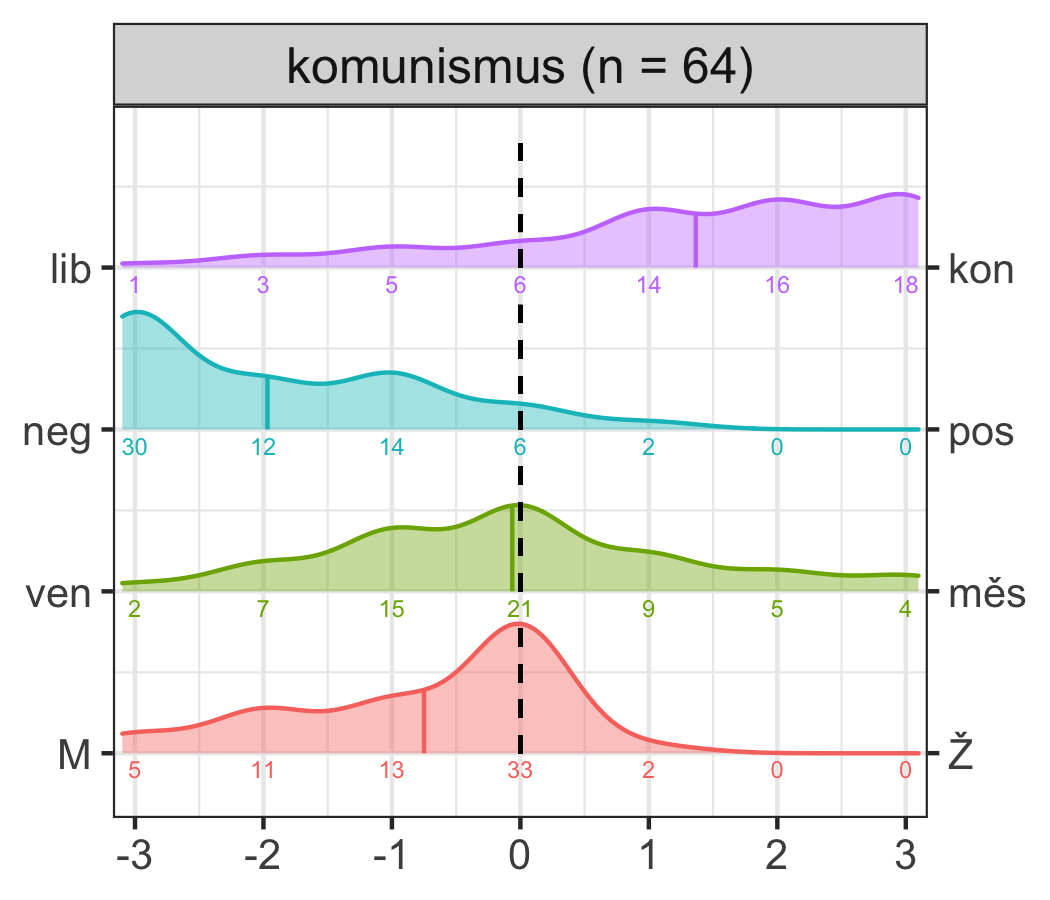 komunismus (n = 64)
lib kon
1 3 5 6 14 16 18
neg pos
30 12 14 6 2 0 0
ven měs
2 7 15 21 9 5 4
M Ž
5 11 13 33 2 0 0
-3 -2 -1 0 1 2 3